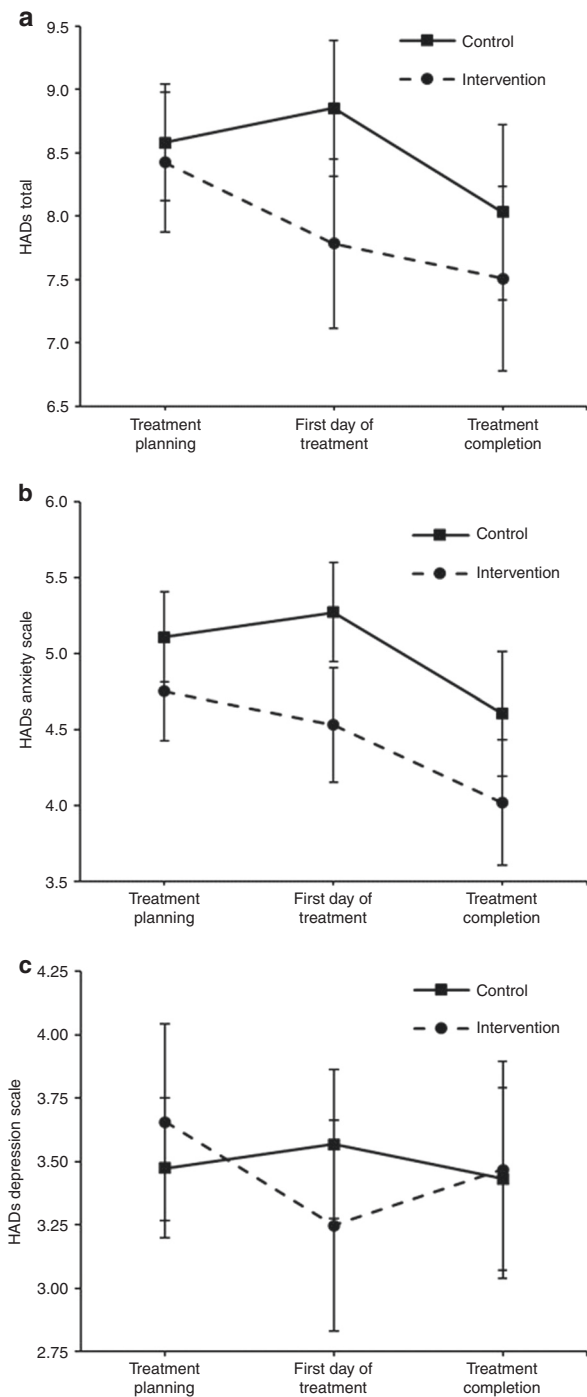 a
9.5
9.0
8.5
8.0
7.5
7.0
6.5
HADs total
Control
Intervention
Treatment
planning
First day of
treatment
Treatment
completion
b
6.0
5.5
5.0
4.5
4.0
3.5
HADs anxiety scale
Control
Intervention
Treatment
planning
First day of
treatment
Treatment
completion
c
4.25
4.00
3.75
3.50
3.25
3.00
2.75
HADs depression scale
Control
Intervention
Treatment
planning
First day of
treatment
Treatment
completion